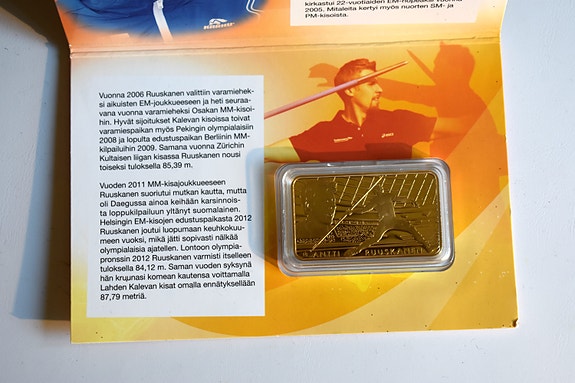 kirkastui 22-vuotiaiden EM-hopeaksi vuonna
2005. Mitaleita kertyi myös nuorten SM- ja
PM-kisoista.
Vuonna 2006 Ruuskanen valittiin varamieheksi
si aikuisten EM-joukkueeseen ja heti seuraa-
vana vuonna varamieheksi Osakan MM-kisoi-
hin. Hyvät sijoitukset Kalevan kisoissa toivat
varamiespaikan myös Pekingin olympialaisiin
2008 ja lopulta edustuspaikan Berliinin MM-
kilpailuihin 2009. Samana vuonna Zürichin
Kultaisen liigan kisassa Ruuskanen nousi
toiseksi tuloksella 85,39 m.
Vuoden 2011 MM-kisajoukkueeseen
Ruuskanen suoriutui mutkan kautta, mutta
oli Daegussa ainoa keihään karsinnois-
ta loppukilpailuun yltänyt suomalainen.
Helsingin EM-kisojen edustuspaikasta 2012
Ruuskanen joutui luopumaan keuhkokuu-
meen vuoksi, mikä jätti sopivasti nälkää
olympialaisia ajatellen. Lontoon olympia-
pronssin 2012 Ruuskanen varmisti itselleen
tuloksella 84,12 m. Saman vuoden syksynä
hän kruunasi komean kautensa voittamalla
Lahden Kalevan kisat omalla ennätyksellään
87,79 metriä.
ANTTI RUUSKANEN